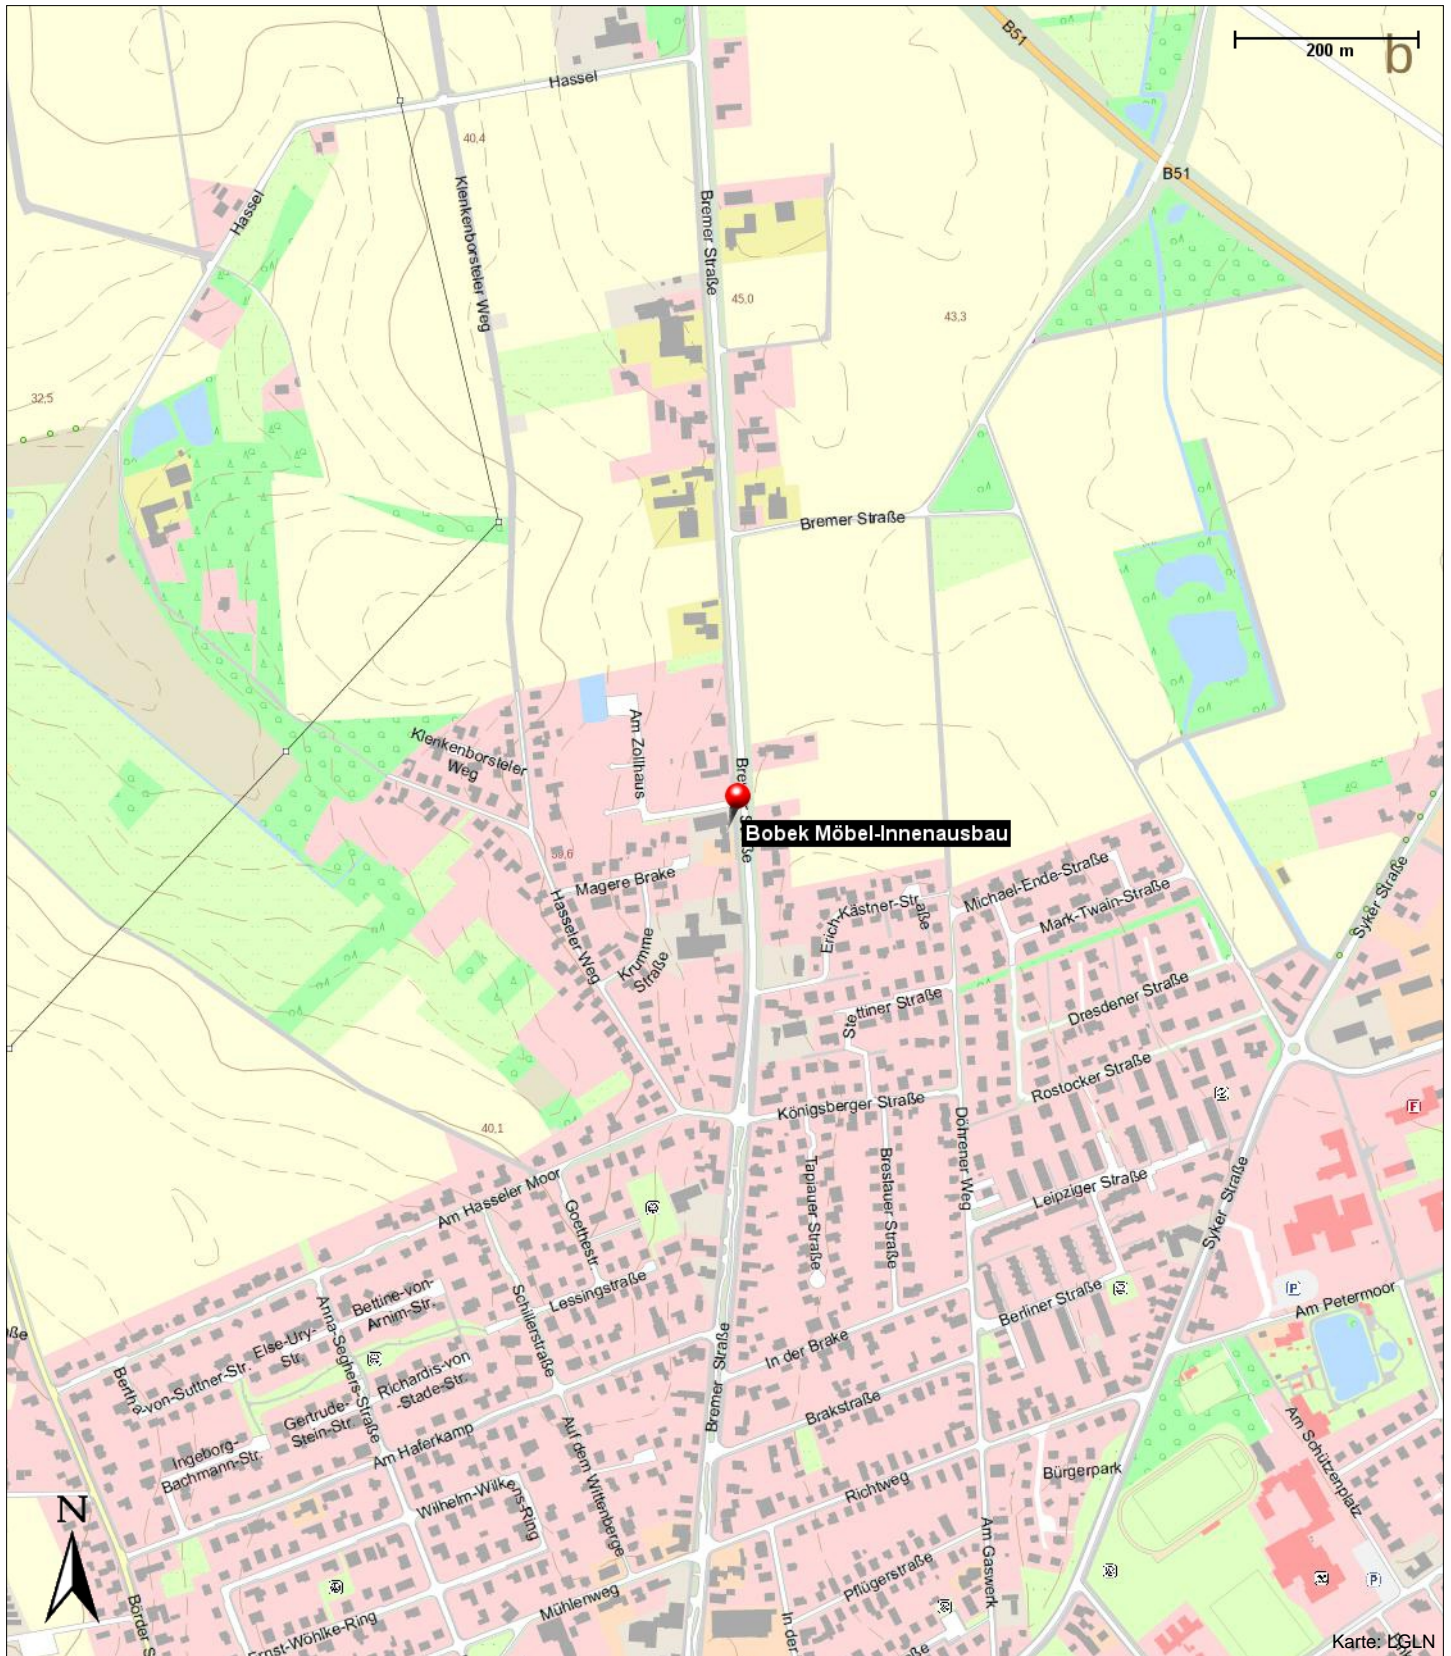 B51
200 m
b
Hassel
40,4
B51
Hassel
Klenkenborsteler Weg
Bremer Straße
45,0
43,3
32,5
Bremer Straße
Am Zollhaus
Klenkenborsteler
Weg
Bobek Möbel-Innenausbau
59,6
Magere Brake
Michael-Ende-Straße
Mark-Twain-Straße
Erich-Kästner-Straße
Hasseler Weg
Krumme
Straße
Syker Straße
Stettiner Straße
Dresdener Straße
Rostocker Straße
Königsberger Straße
40,1
Döhrener Weg
F
Am Hasseler Moor
Goethestr.
Tapiauer Straße
Breslauer Straße
Leipziger Straße
Syker Straße
Lessingstraße
Schillerstraße
Bettine-von-
Arnim-Str.
Anna-Seghers-Straße
Else-Ury-
Str.
Berliner Straße
P
Am Petermoor
Bertha-von-Suttner-Str.
Richardis-von
-Stade-Str.
Bremer Straße
In der Brake
Gertrude-
Stein-Str.
Brakstraße
Ingeborg-
Bachmann-Str.
Am Haferkamp
Auf dem Wittenberge
Am Schützenplatz
Bürgerpark
Richtweg
Wilhelm-Wilkens-Ring
N
Am Gaswerk
Pflügerstraße
P
Mühlenweg
Ernst-Wöhlke-Ring
In der
Karte: LGLN